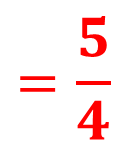 = 5/4